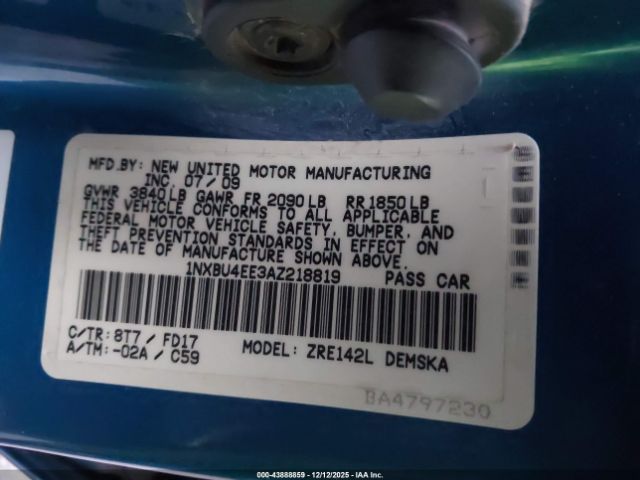 MFD.BY: NEW UNITED MOTOR MANUFACTURING
INC. 07/09
GVWR 3840LB GAWR FR 2090LB RR 1850LB
THIS VEHICLE CONFORMS TO ALL APPLICABLE
FEDERAL MOTOR VEHICLE SAFETY, BUMPER, AND
THEFT PREVENTION STANDARDS IN EFFECT ON
THE DATE OF MANUFACTURE SHOWN ABOVE.
1NXBU4EE3AZ218819 PASS CAR
C/TR: 8T7 / FD17
A/TM: -02A / C59 MODEL: ZRE142L DEMSKA
BA4797230
000-43888859 - 12/12/2025 - IAA Inc.